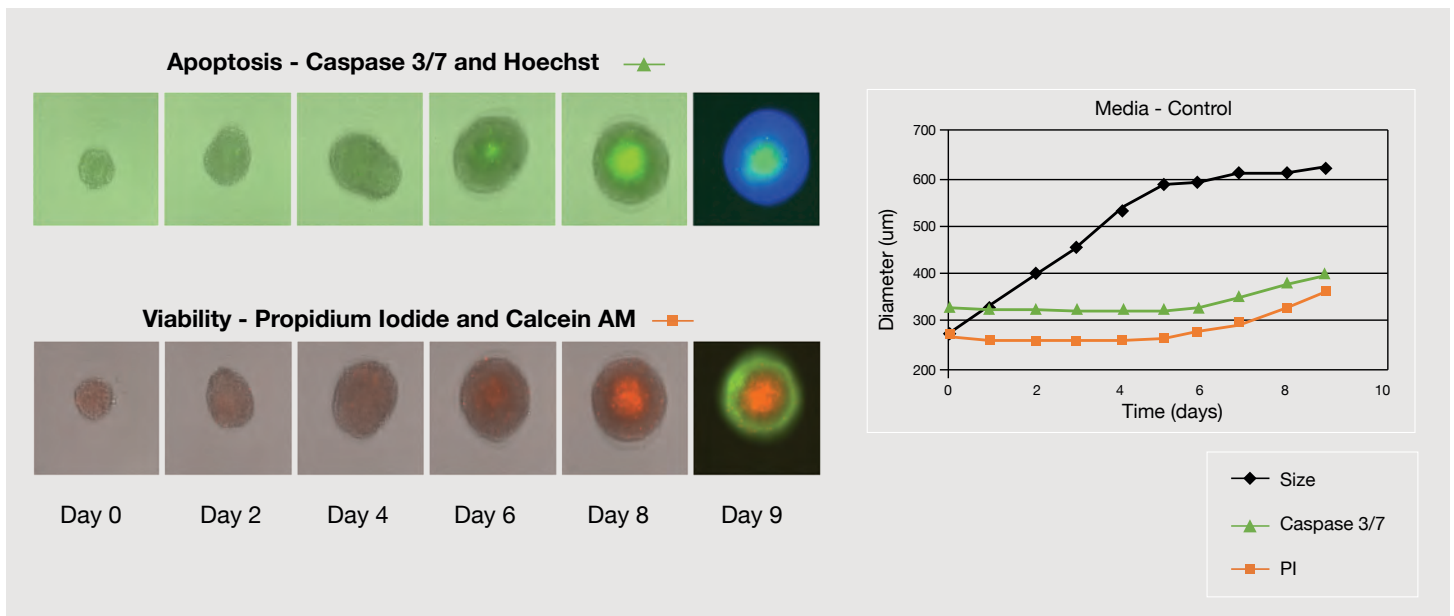 Apoptosis - Caspase 3/7 and Hoechst
Viability - Propidium Iodide and Calcein AM
Day 0
Day 2
Day 4
Day 6
Day 8
Day 9
Media - Control
Diameter (um)
700
600
500
400
300
200
0
2
4
6
8
10
Time (days)
Size
Caspase 3/7
PI